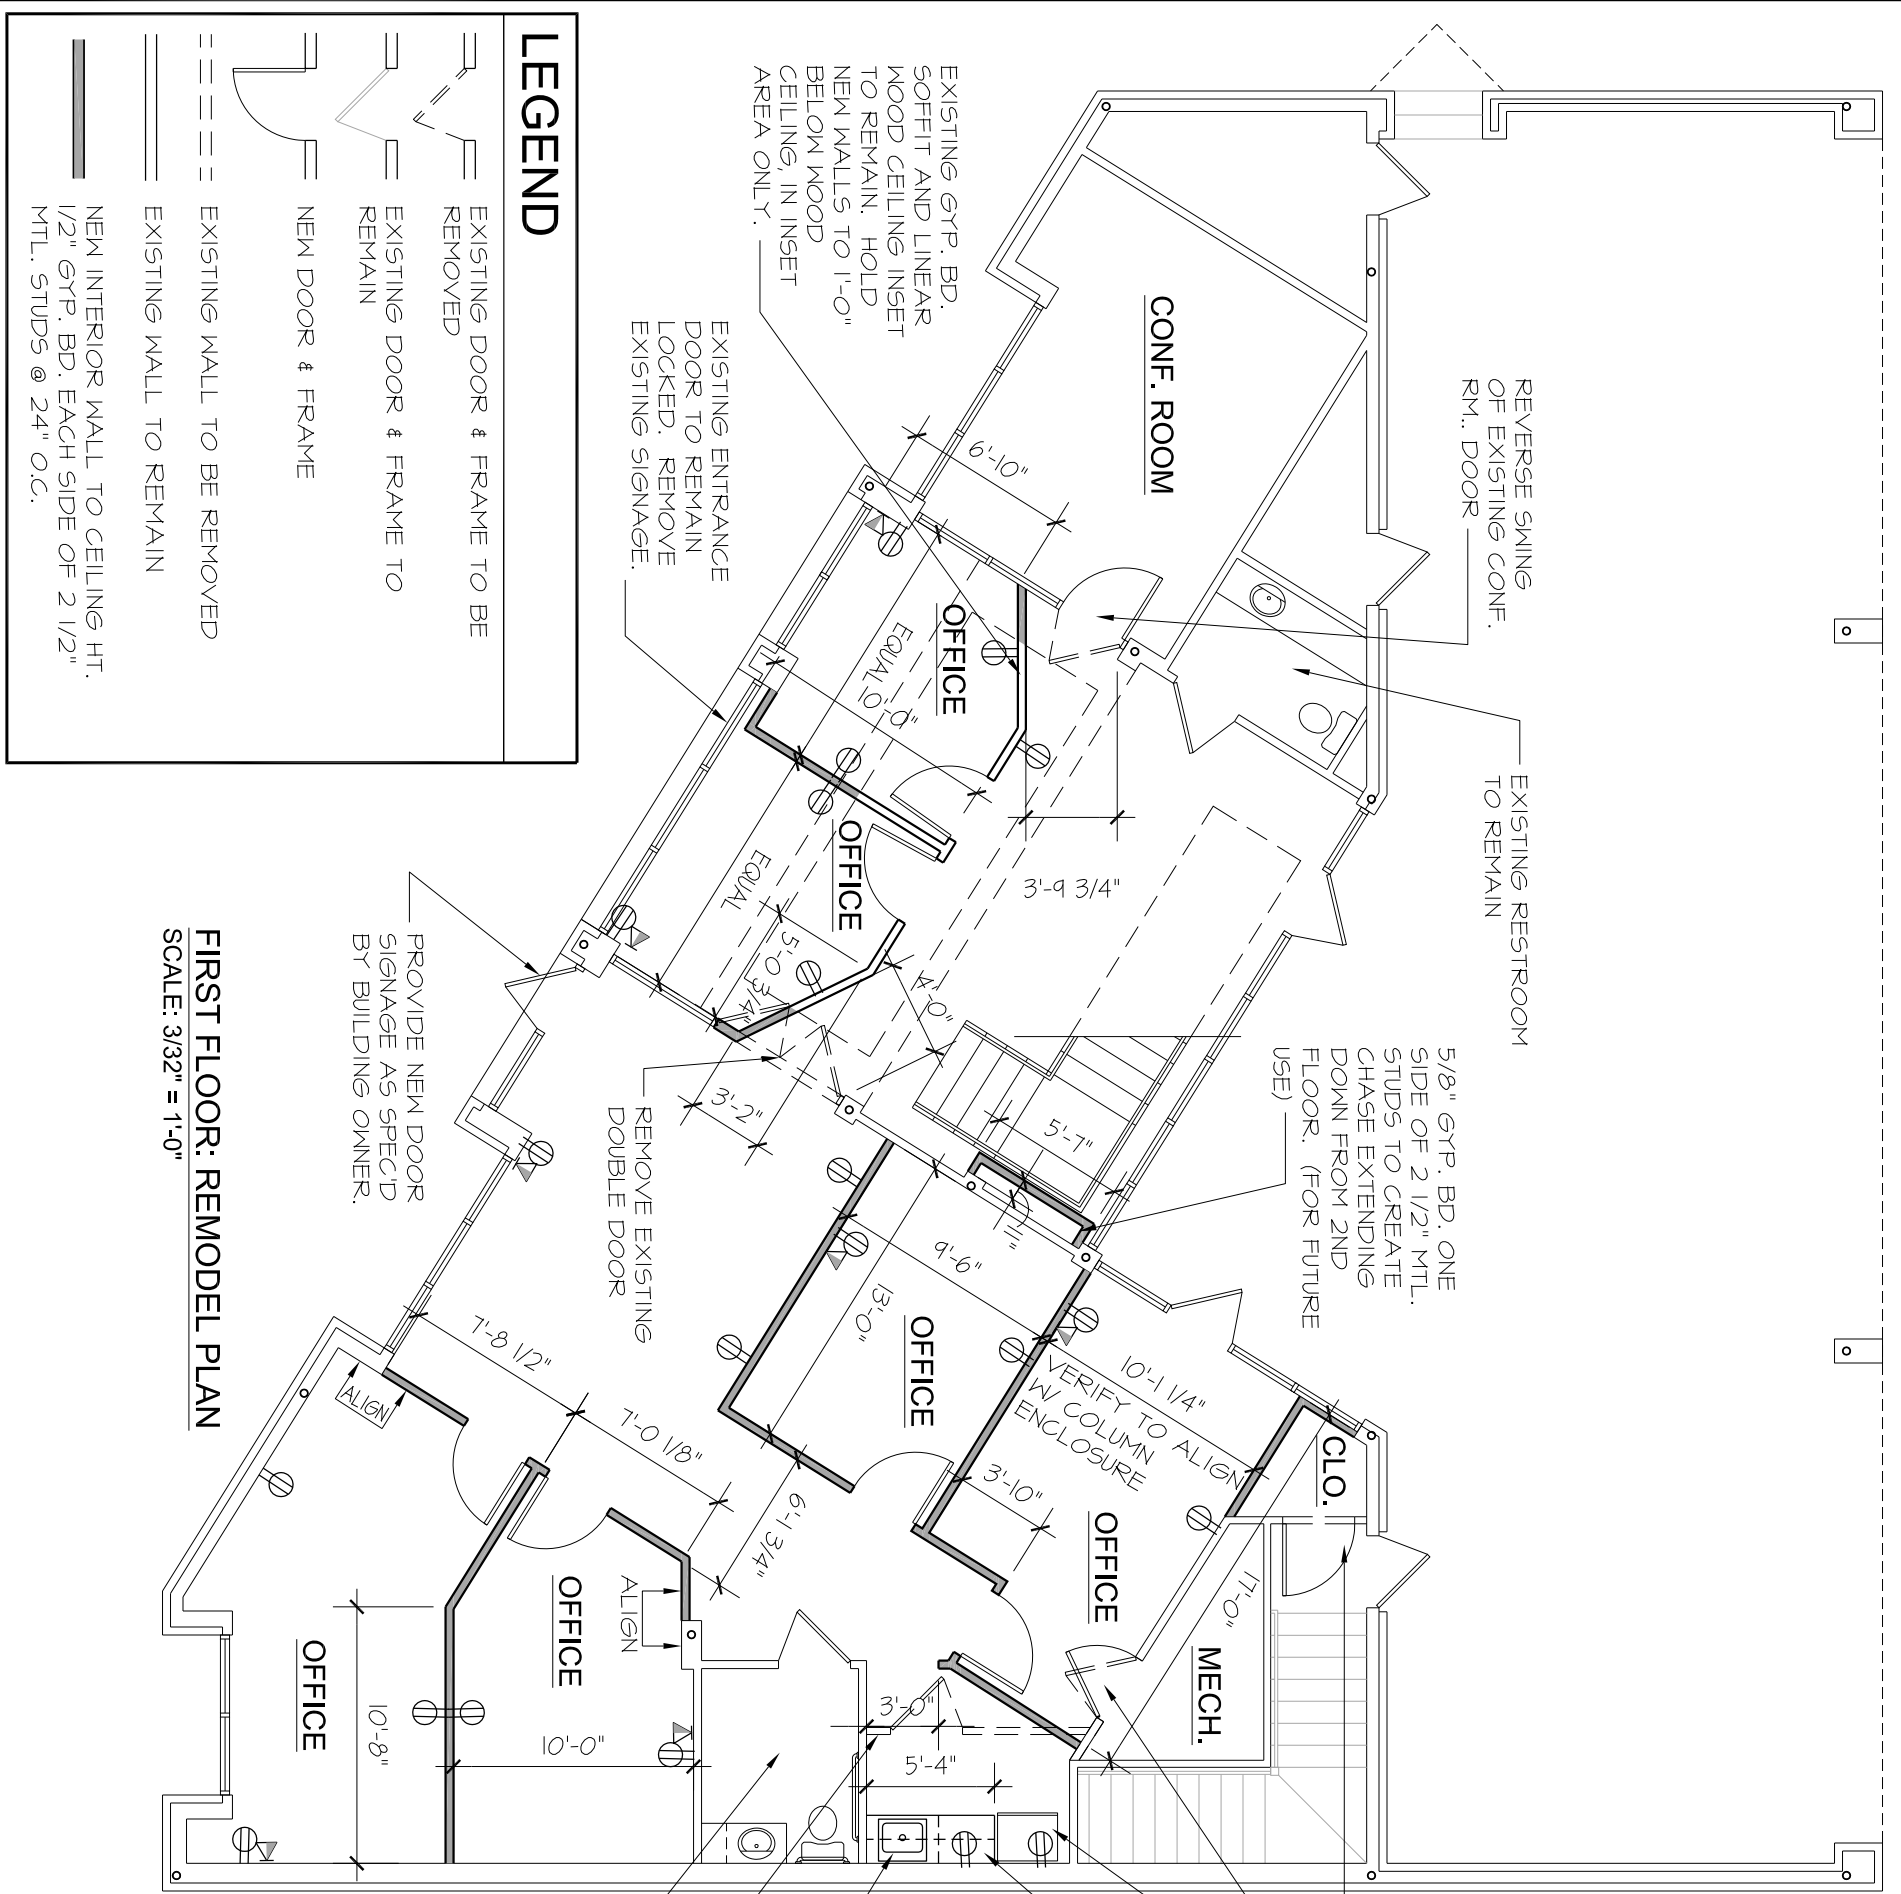 LEGEND
EXISTING DOOR & FRAME TO BE
REMOVED
EXISTING DOOR & FRAME TO
REMAIN
NEW DOOR & FRAME
EXISTING WALL TO BE REMOVED
EXISTING WALL TO REMAIN
NEW INTERIOR WALL TO CEILING HT.
1/2" GYP. BD. EACH SIDE OF 2 1/2"
MTL. STUDS @ 24" O.C.
EXISTING GYP. BD.
SOFFIT AND LINEAR
WOOD CEILING INSET
TO REMAIN. HOLD
NEW WALLS TO 1'-0"
BELOW WOOD
CEILING, IN INSET
AREA ONLY.
EXISTING ENTRANCE
DOOR TO REMAIN
LOCKED. REMOVE
EXISTING SIGNAGE.
REVERSE SWING
OF EXISTING CONF.
RM.. DOOR
EXISTING RESTROOM
TO REMAIN
CONF. ROOM
6'-10"
OFFICE
EQUAL
10'-0"
OFFICE
EQUAL
5'-0 3/4"
3'-9 3/4"
4'-0"
3'-2"
5'-7"
11"
5/8" GYP. BD. ONE
SIDE OF 2 1/2" MTL.
STUDS TO CREATE
CHASE EXTENDING
DOWN FROM 2ND
FLOOR. (FOR FUTURE
USE)
REMOVE EXISTING
DOUBLE DOOR
PROVIDE NEW DOOR
SIGNAGE AS SPEC'D
BY BUILDING OWNER.
FIRST FLOOR: REMODEL PLAN
SCALE: 3/32" = 1'-0"
9'-6"
13'-0"
OFFICE
10'-1 1/4"
VERIFY TO ALIGN
W/ COLUMN
ENCLOSURE
3'-10"
OFFICE
CLO.
17'-0"
MECH.
7'-8 1/2"
7'-0 1/8"
6'-1 3/4"
ALIGN
ALIGN
OFFICE
OFFICE
10'-8"
10'-0"
3'-0"
5'-4"